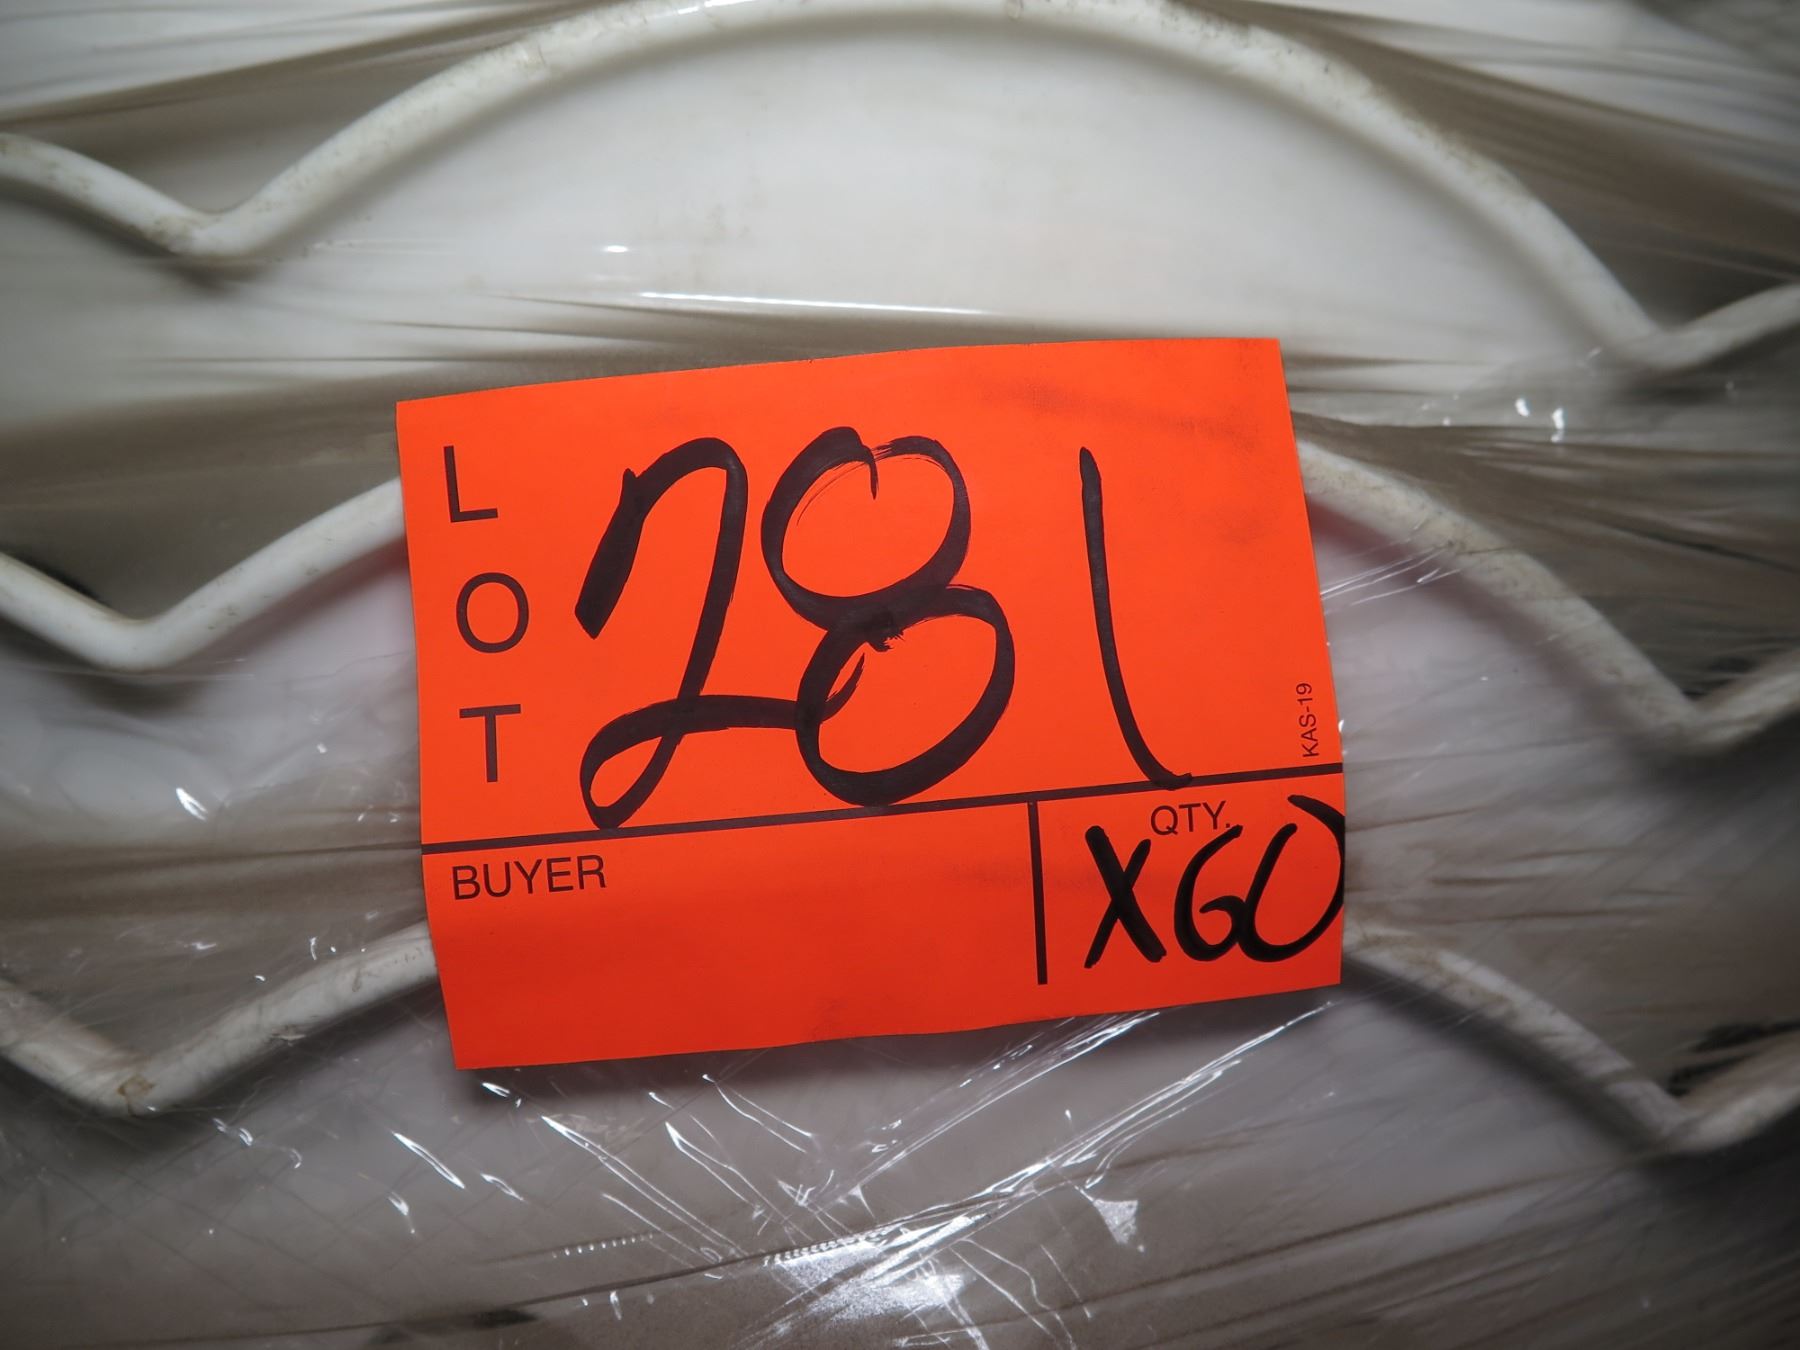 LOT 281
KAS-19
BUYER
QTY.
X60